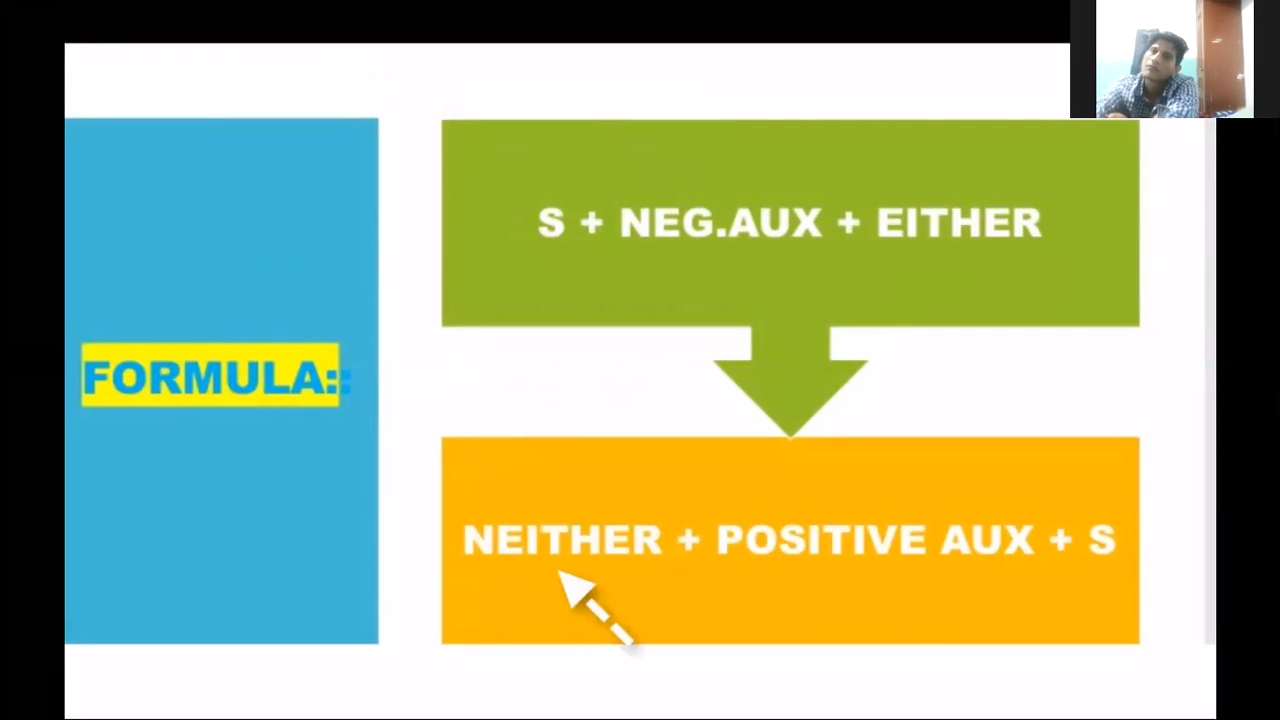 FORMULA::
S + NEG.AUX + EITHER
NEITHER + POSITIVE AUX + S